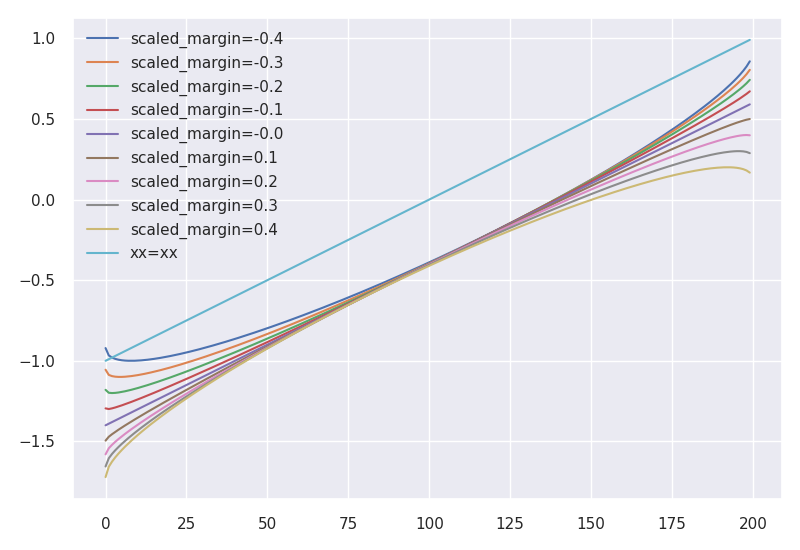 scaled_margin=-0.4
scaled_margin=-0.3
scaled_margin=-0.2
scaled_margin=-0.1
scaled_margin=-0.0
scaled_margin=0.1
scaled_margin=0.2
scaled_margin=0.3
scaled_margin=0.4
xx=xx
1.0
0.5
0.0
−0.5
−1.0
−1.5
0 25 50 75 100 125 150 175 200